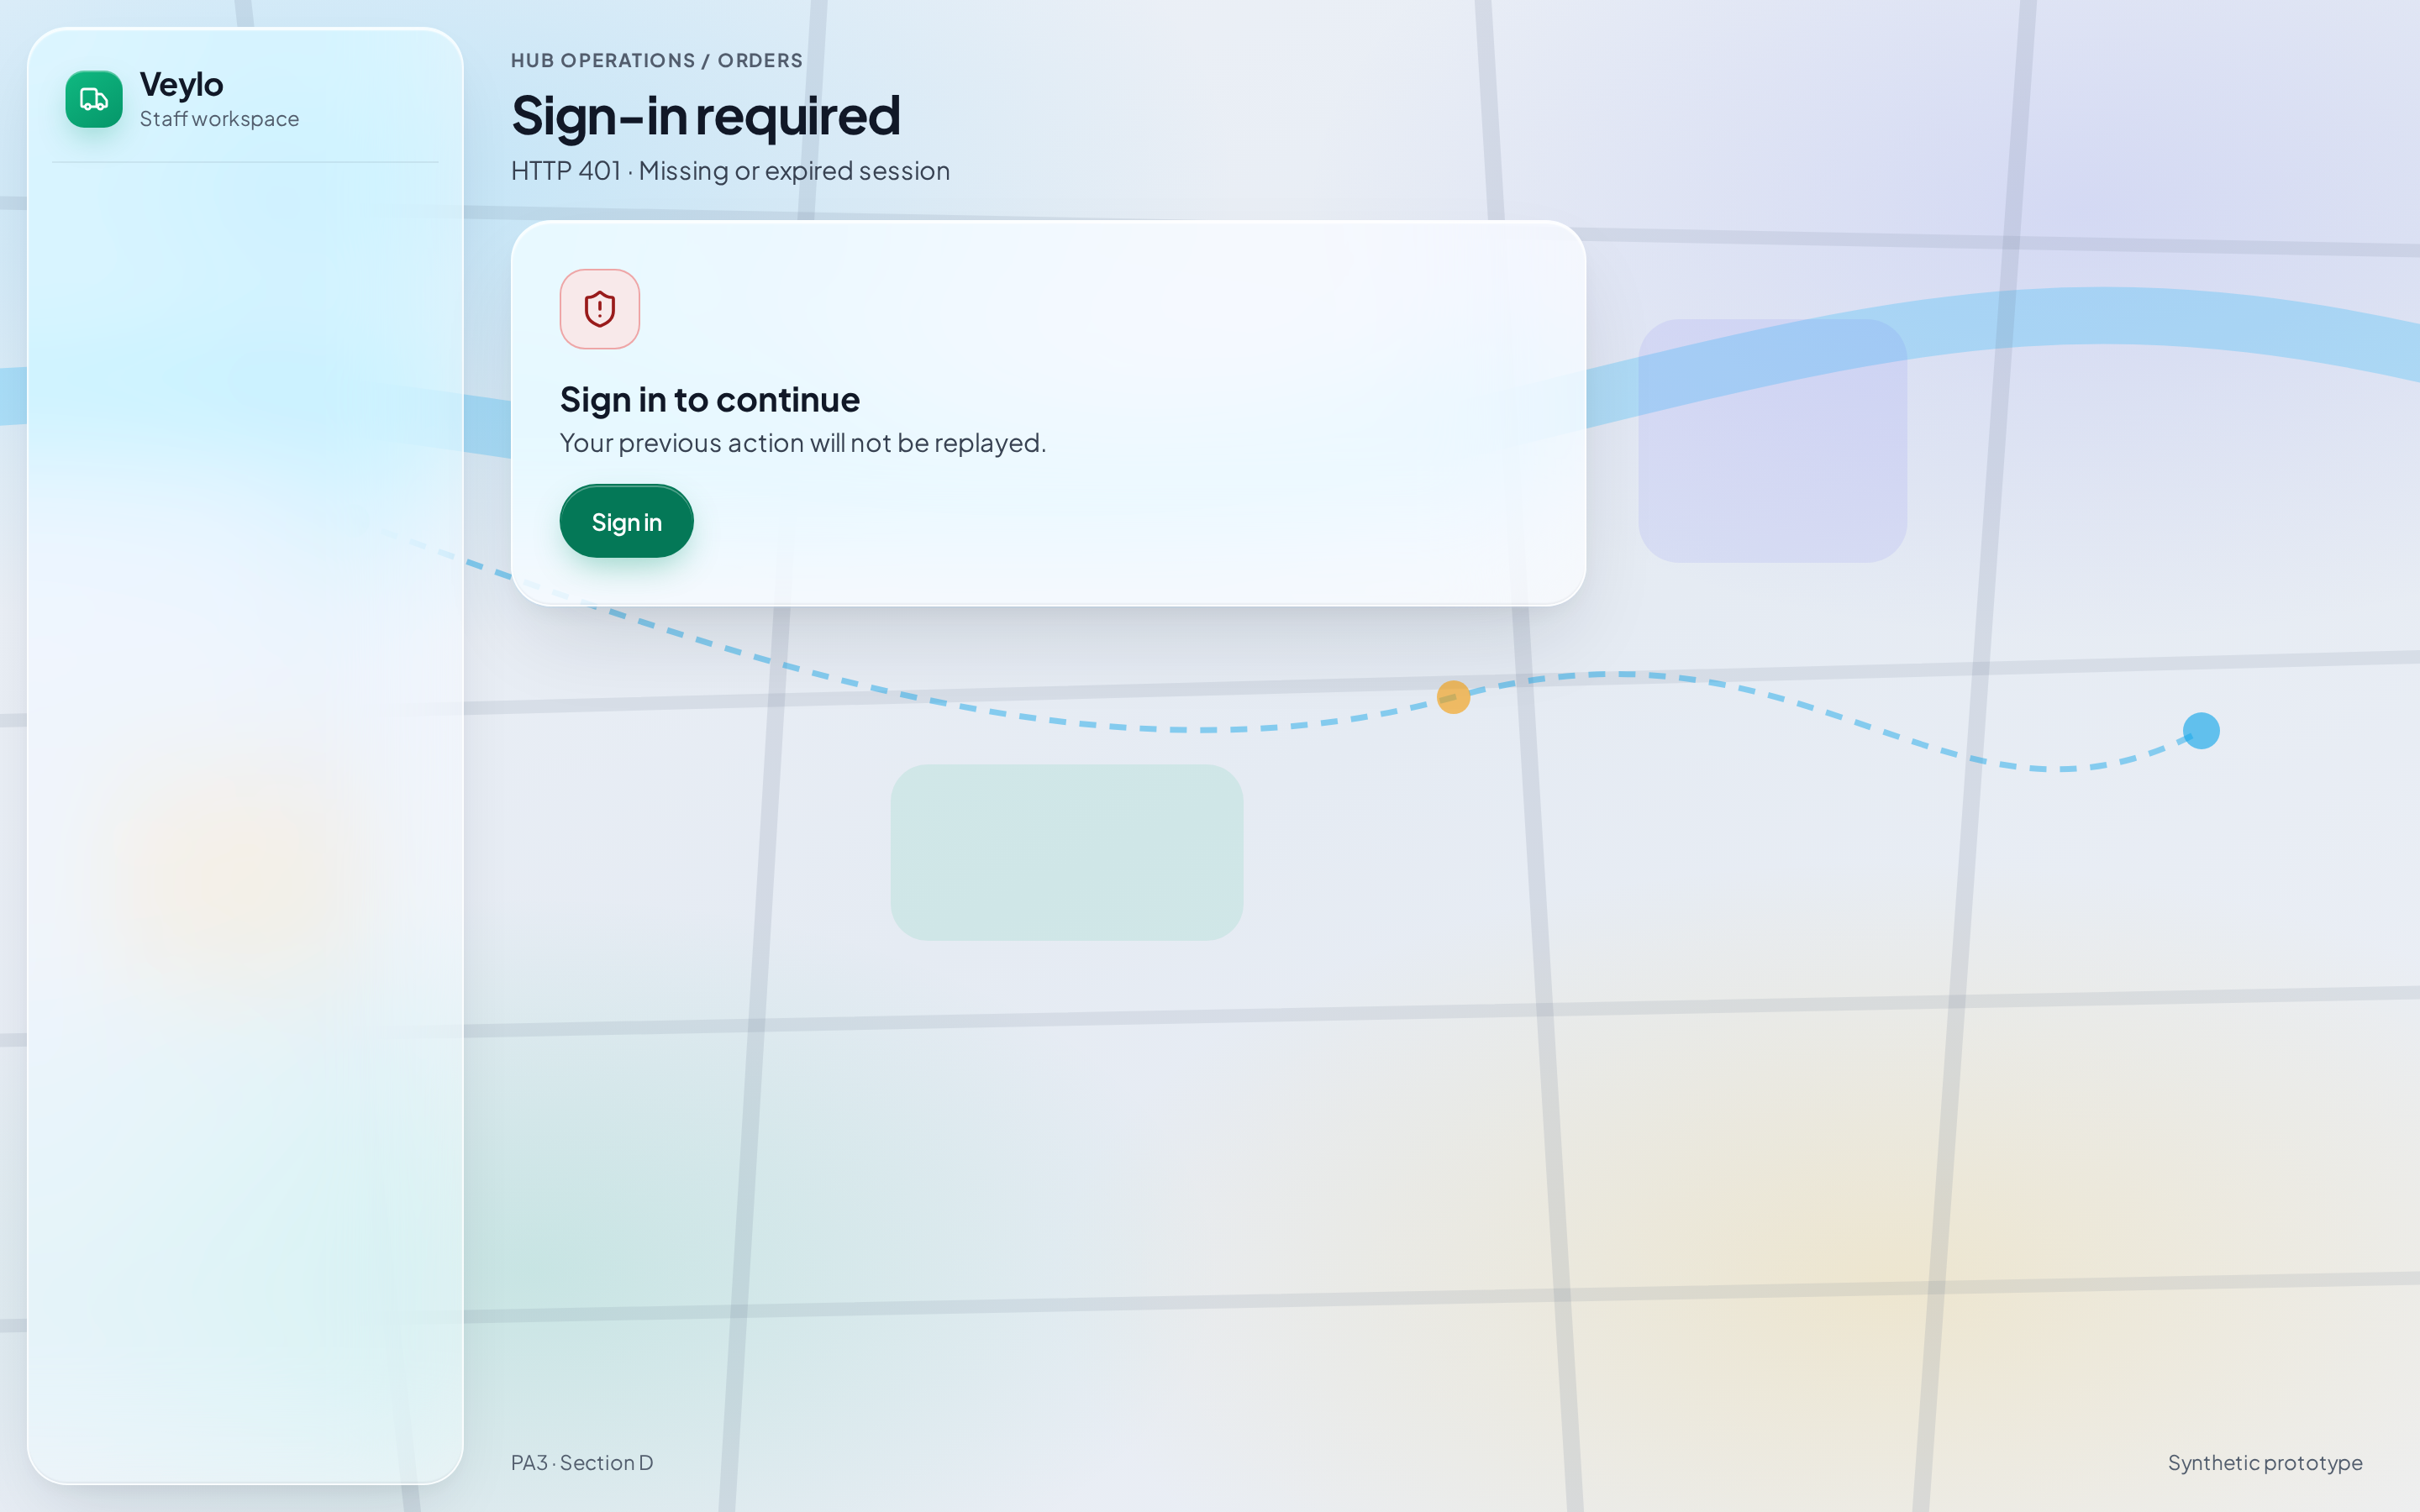 Veylo
Staff workspace
HUB OPERATIONS / ORDERS
Sign-in required
HTTP 401 · Missing or expired session
Sign in to continue
Your previous action will not be replayed.
Sign in
PA3 · Section D
Synthetic prototype